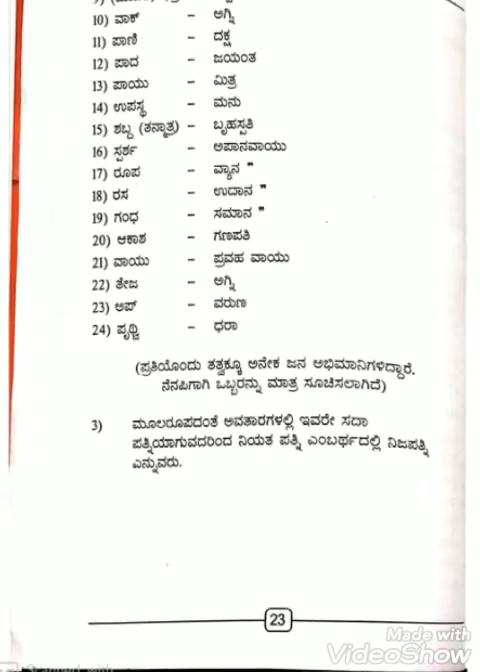 10) ವಾಕ್ – ಅಗ್ನಿ
11) ಪಾಣಿ – ದಕ್ಷ
12) ಪಾದ – ಜಯಂತ
13) ಪಾಯು – ಮಿತ್ರ
14) ಉಪಸ್ಥ – ಮನು
15) ಶಬ್ದ (ತನ್ಮಾತ್ರ) – ಬೃಹಸ್ಪತಿ
16) ಸ್ಪರ್ಶ – ಅಪಾನವಾಯು
17) ರೂಪ – ವ್ಯಾನ "
18) ರಸ – ಉದಾನ "
19) ಗಂಧ – ಸಮಾನ "
20) ಆಕಾಶ – ಗಣಪತಿ
21) ವಾಯು – ಪ್ರವಹ ವಾಯು
22) ತೇಜ – ಅಗ್ನಿ
23) ಅಪ್ – ವರುಣ
24) ಪೃಥ್ವಿ – ಧರಾ
(ಪ್ರತಿಯೊಂದು ತತ್ವಕ್ಕೂ ಅನೇಕ ಜನ ಅಭಿಮಾನಿಗಳಿದ್ದಾರೆ.
ನೆನಪಿಗಾಗಿ ಒಬ್ಬರನ್ನು ಮಾತ್ರ ಸೂಚಿಸಲಾಗಿದೆ)
3) ಮೂಲರೂಪದಂತೆ ಅವತಾರಗಳಲ್ಲಿ ಇವರೇ ಸದಾ
ಪತ್ನಿಯಾಗುವದರಿಂದ ನಿಯತ ಪತ್ನಿ ಎಂಬರ್ಥದಲ್ಲಿ ನಿಜಪತ್ನಿ
ಎನ್ನುವರು.
23
Made with
VideoShow